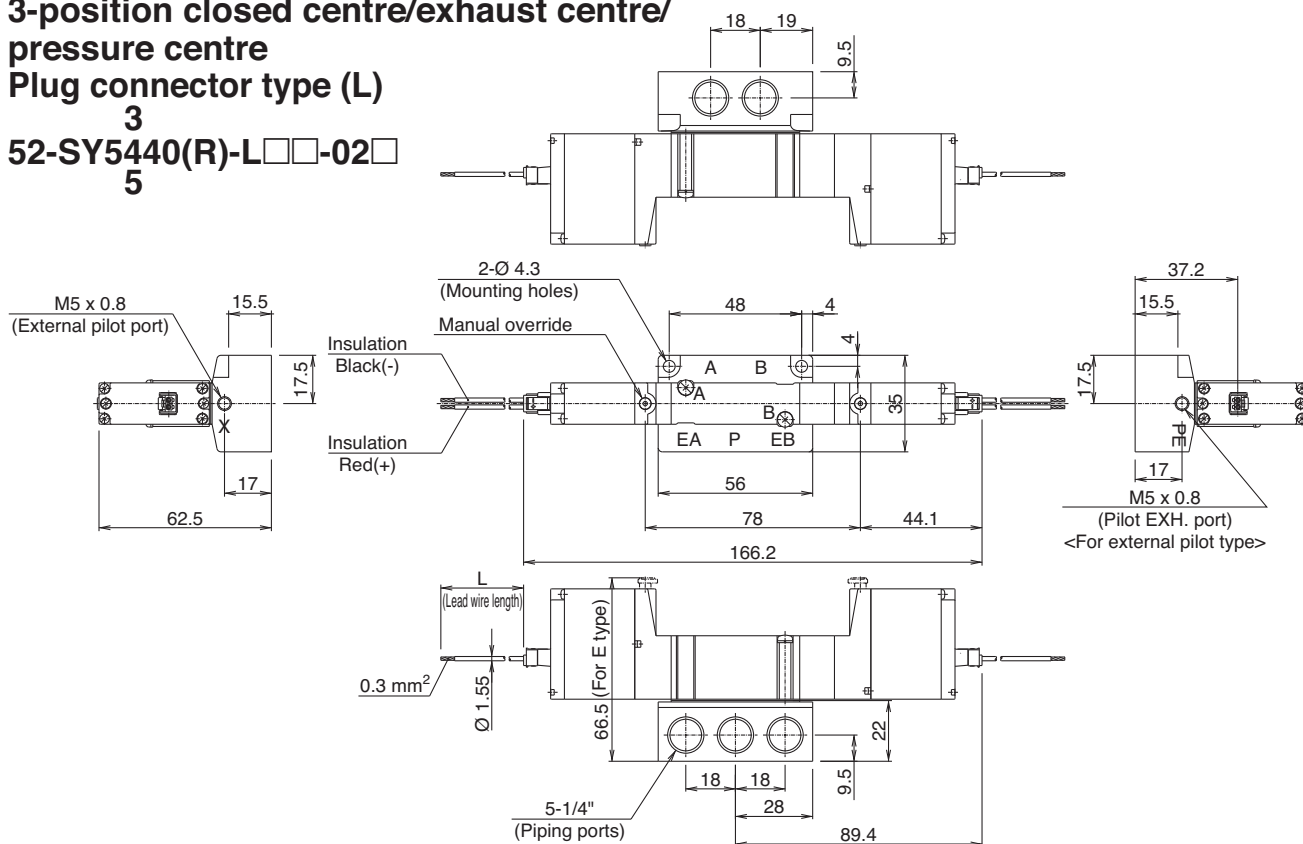 3-position closed centre/exhaust centre/
pressure centre
Plug connector type (L)
3
52-SY5440(R)-L□□-02□
5
18
19
9.5
M5 x 0.8
(External pilot port)
15.5
17.5
X
17
62.5
Insulation
Black(-)
Insulation
Red(+)
2-Ø 4.3
(Mounting holes)
Manual override
48
4
4
A B
A
B
35
EA P EB
56
78
44.1
166.2
37.2
15.5
17.5
PE
17
M5 x 0.8
(Pilot EXH. port)
<For external pilot type>
L
(Lead wire length)
0.3 mm²
Ø 1.55
66.5 (For E type)
22
9.5
18
18
28
5-1/4"
(Piping ports)
89.4